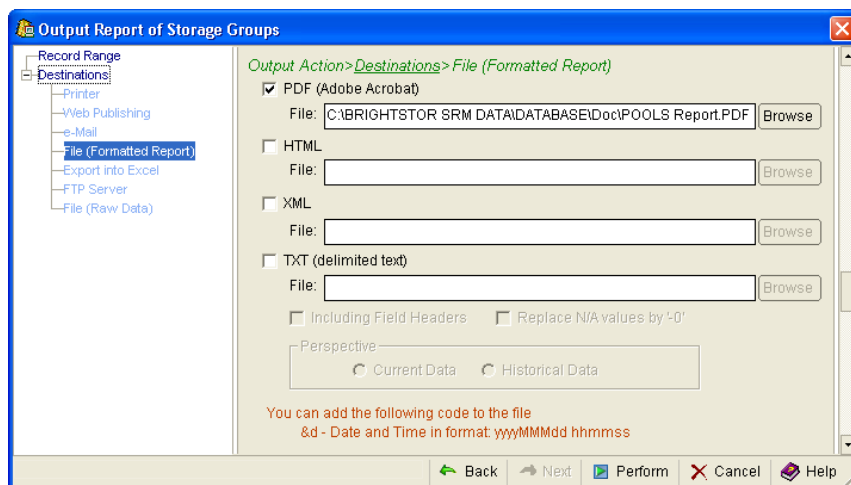 Output Report of Storage Groups
Record Range
Destinations
Printer
Web Publishing
e-Mail
File (Formatted Report)
Export into Excel
FTP Server
File (Raw Data)
Output Action>Destinations> File (Formatted Report)
PDF (Adobe Acrobat)
File: C:\BRIGHTSTOR SRM DATA\DATABASE\Doc\POOLS Report.PDF Browse
HTML
File: Browse
XML
File: Browse
TXT (delimited text)
File: Browse
Including Field Headers Replace N/A values by '-0'
Perspective
Current Data Historical Data
You can add the following code to the file
&d - Date and Time in format: yyyyMMMdd hhmmss
Back Next Perform Cancel Help